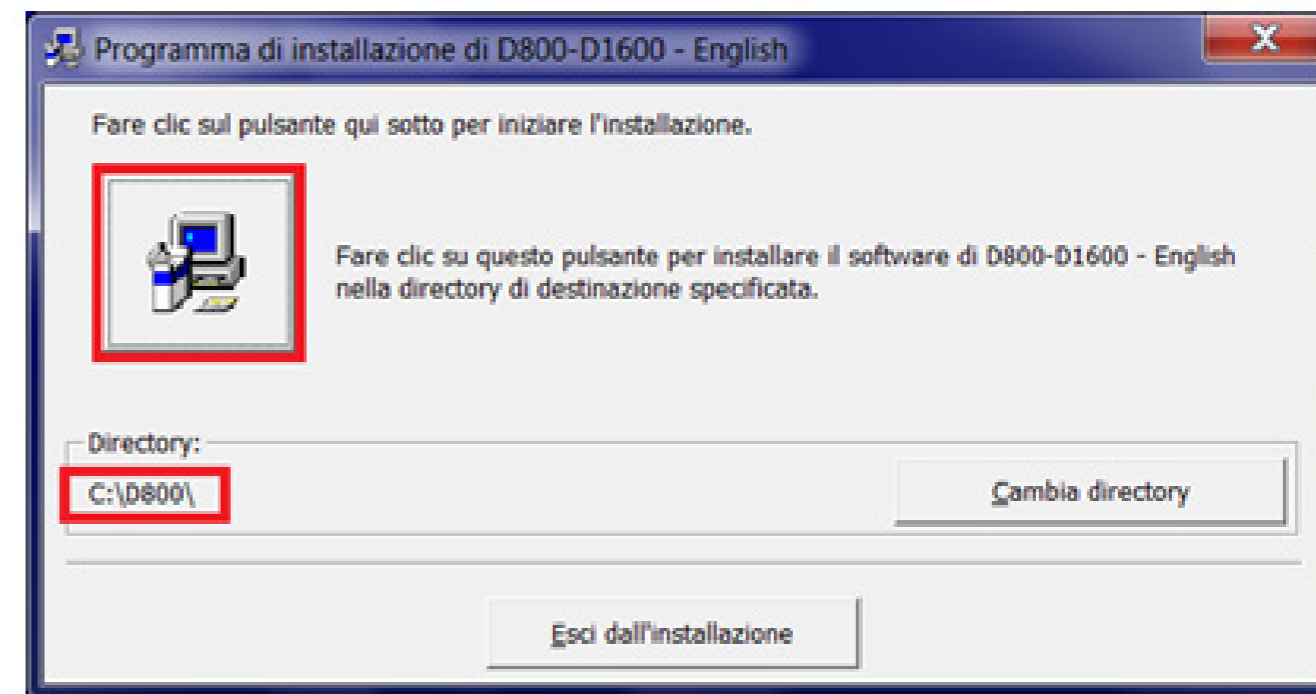 Programma di installazione di D800-D1600 - English
Fare clic sul pulsante qui sotto per iniziare l'installazione.
Fare clic su questo pulsante per installare il software di D800-D1600 - English
nella directory di destinazione specificata.
Directory:
C:\D800\
Cambia directory
Esci dall'installazione